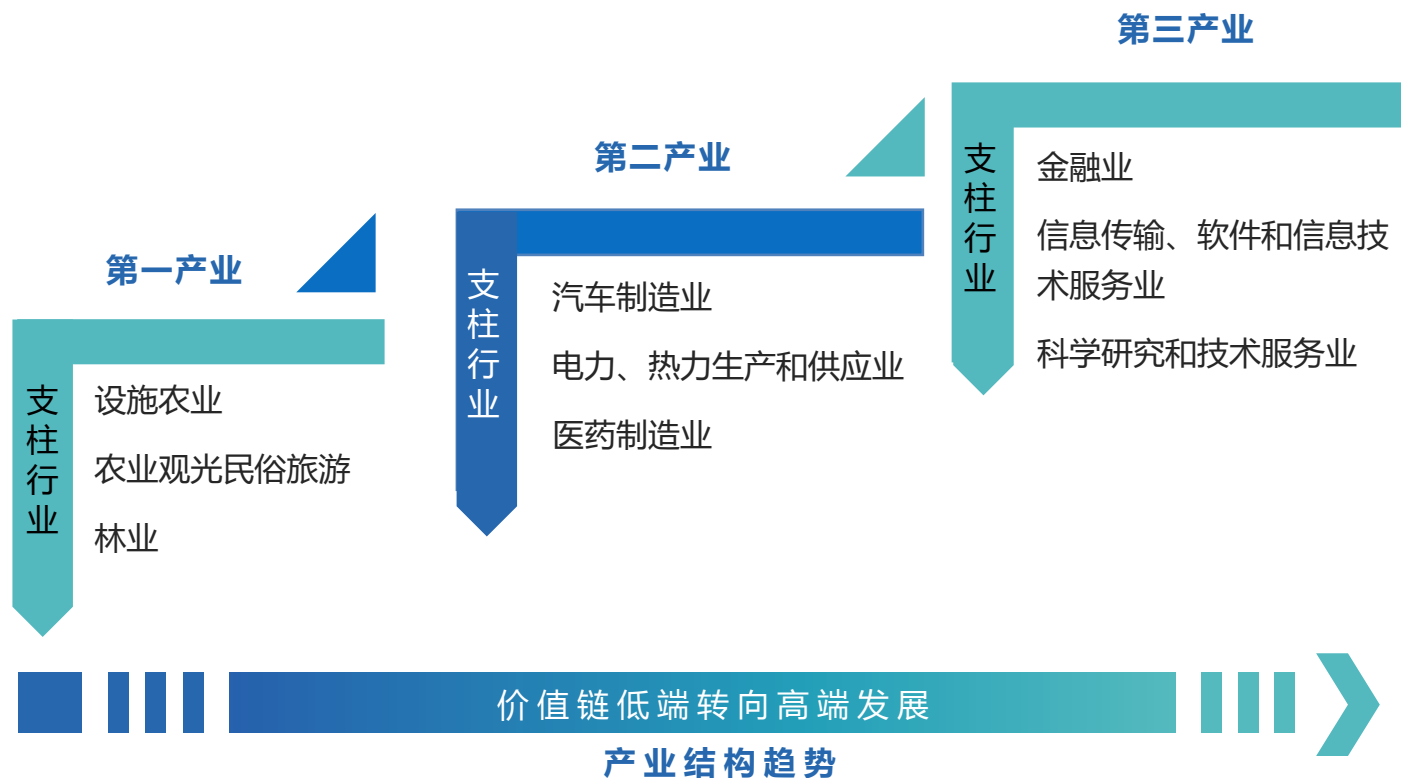 第一产业
支柱行业
设施农业
农业观光民俗旅游
林业
第二产业
支柱行业
汽车制造业
电力、热力生产和供应业
医药制造业
第三产业
支柱行业
金融业
信息传输、软件和信息技
术服务业
科学研究和技术服务业
价值链低端转向高端发展
产业结构趋势